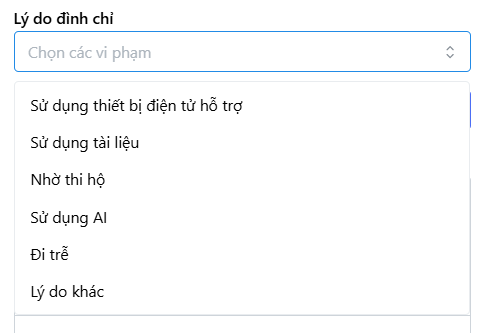 Lý do đình chỉ
Chọn các vi phạm
Sử dụng thiết bị điện tử hỗ trợ
Sử dụng tài liệu
Nhờ thi hộ
Sử dụng AI
Đi trễ
Lý do khác